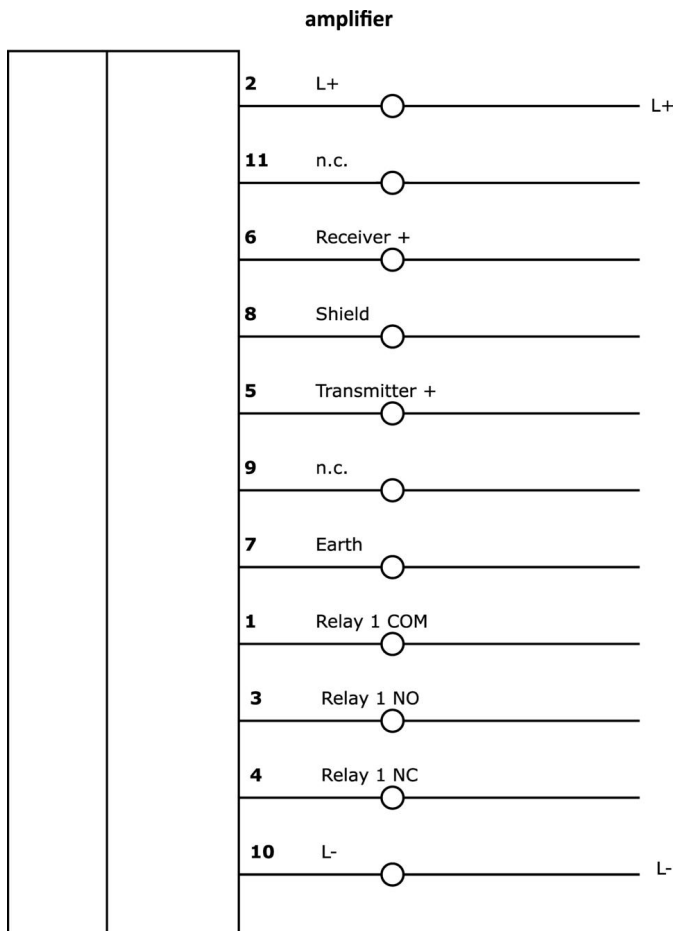 amplifier
2 L+
L+
11 n.c.
6 Receiver +
8 Shield
5 Transmitter +
9 n.c.
7 Earth
1 Relay 1 COM
3 Relay 1 NO
4 Relay 1 NC
10 L-
L-